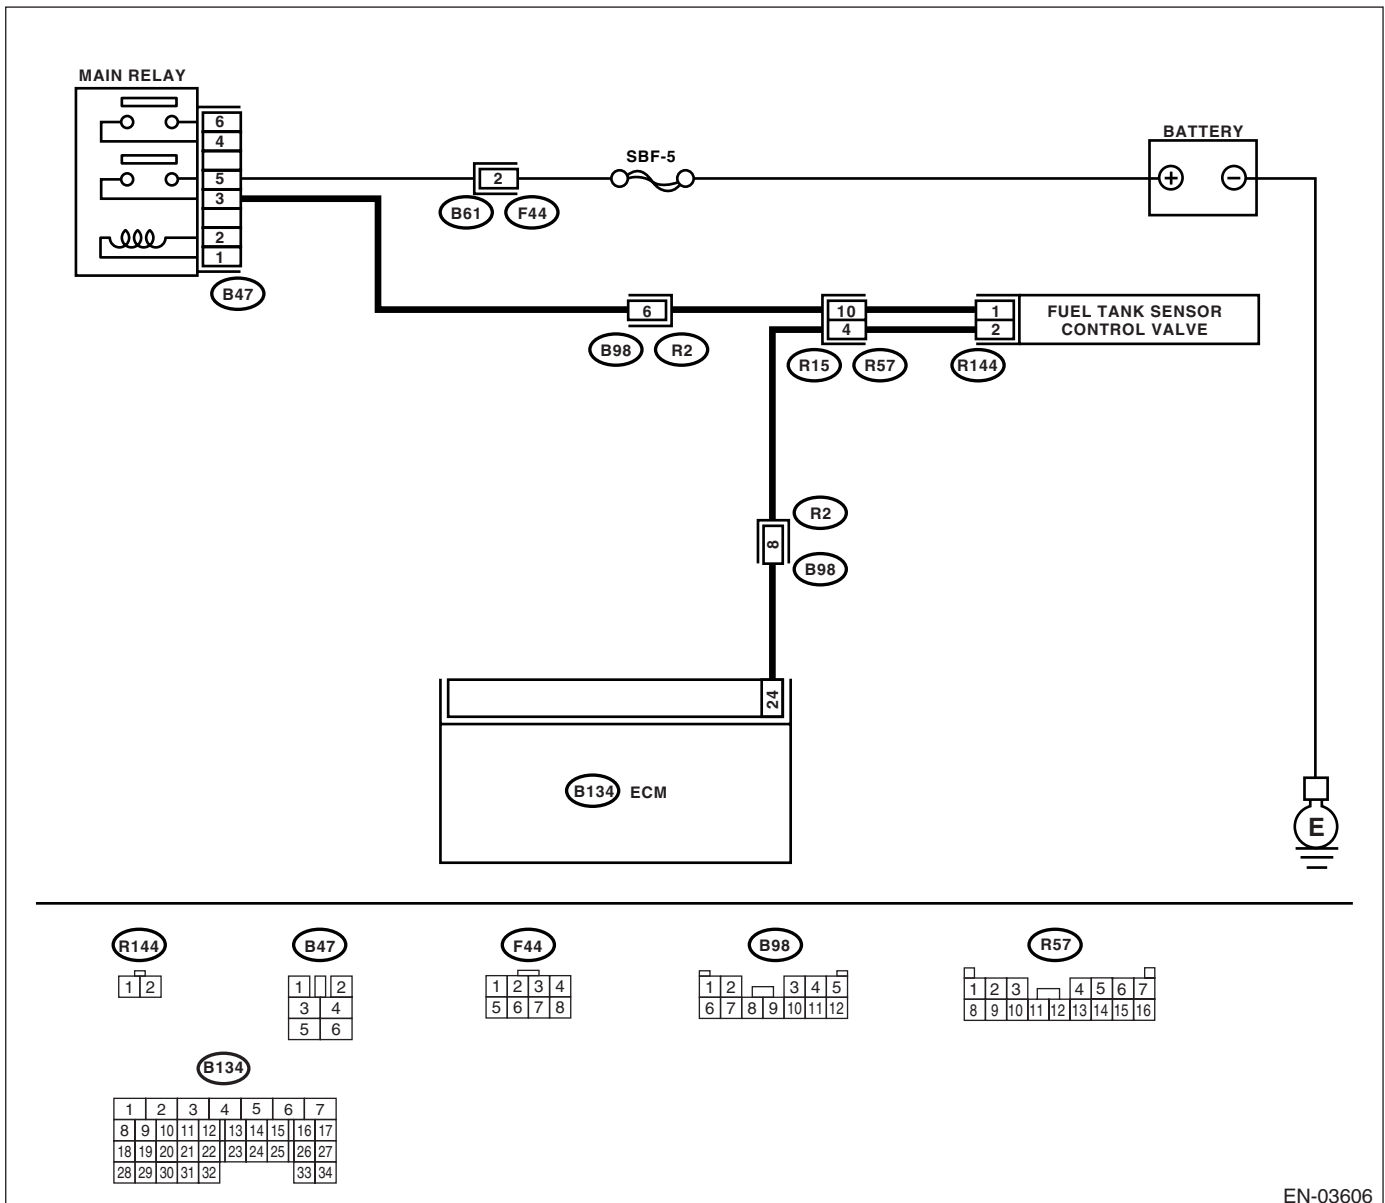 MAIN RELAY
6
4
5
3
2
1
B47
2
B61 F44
SBF-5
BATTERY
+ −
6
B98 R2
10
4
R15 R57
1
2
R144
FUEL TANK SENSOR
CONTROL VALVE
R2
8
B98
24
B134 ECM
E
R144
1 2
B47
1 2
3 4
5 6
F44
1 2 3 4
5 6 7 8
B98
1 2 3 4 5
6 7 8 9 10 11 12
R57
1 2 3 4 5 6 7
8 9 10 11 12 13 14 15 16
B134
1 2 3 4 5 6 7
8 9 10 11 12 13 14 15 16 17
18 19 20 21 22 23 24 25 26 27
28 29 30 31 32 33 34
EN-03606